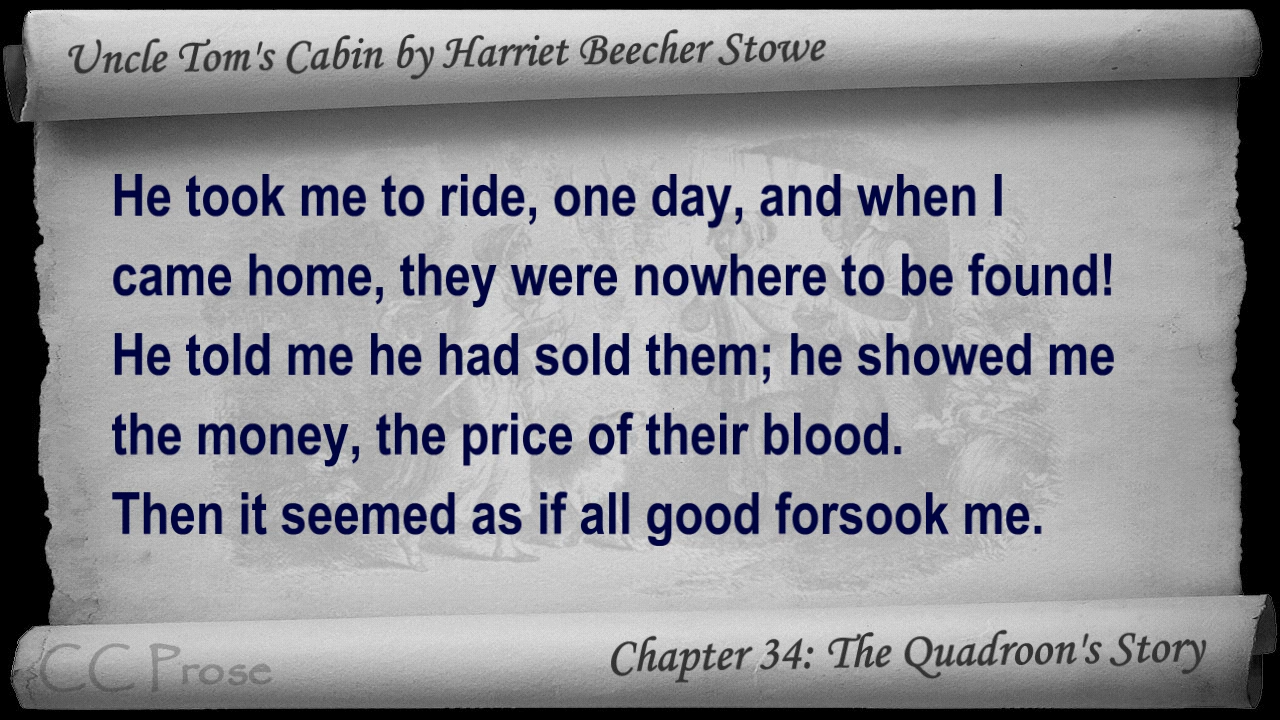 Uncle Tom's Cabin by Harriet Beecher Stowe
He took me to ride, one day, and when I
came home, they were nowhere to be found!
He told me he had sold them; he showed me
the money, the price of their blood.
Then it seemed as if all good forsook me.
CC Prose
Chapter 34: The Quadroon's Story